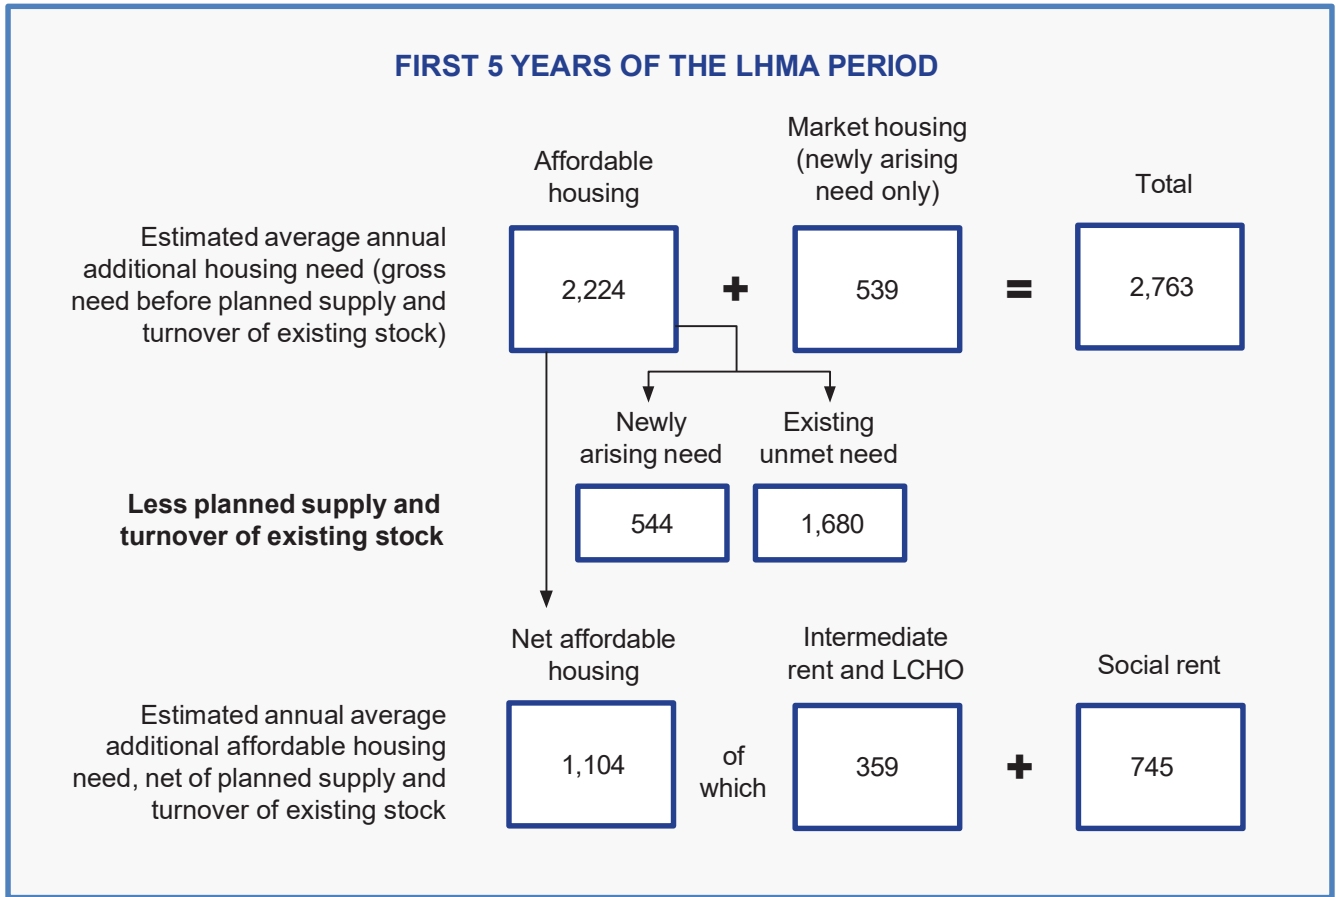 FIRST 5 YEARS OF THE LHMA PERIOD
Affordable
housing
Market housing
(newly arising
need only)
Total
Estimated average annual
additional housing need (gross
need before planned supply and
turnover of existing stock)
2,224
+
539
=
2,763
Newly
arising need
Existing
unmet need
Less planned supply and
turnover of existing stock
544
1,680
Net affordable
housing
Intermediate
rent and LCHO
Social rent
Estimated annual average
additional affordable housing
need, net of planned supply and
turnover of existing stock
1,104
of
which
359
+
745